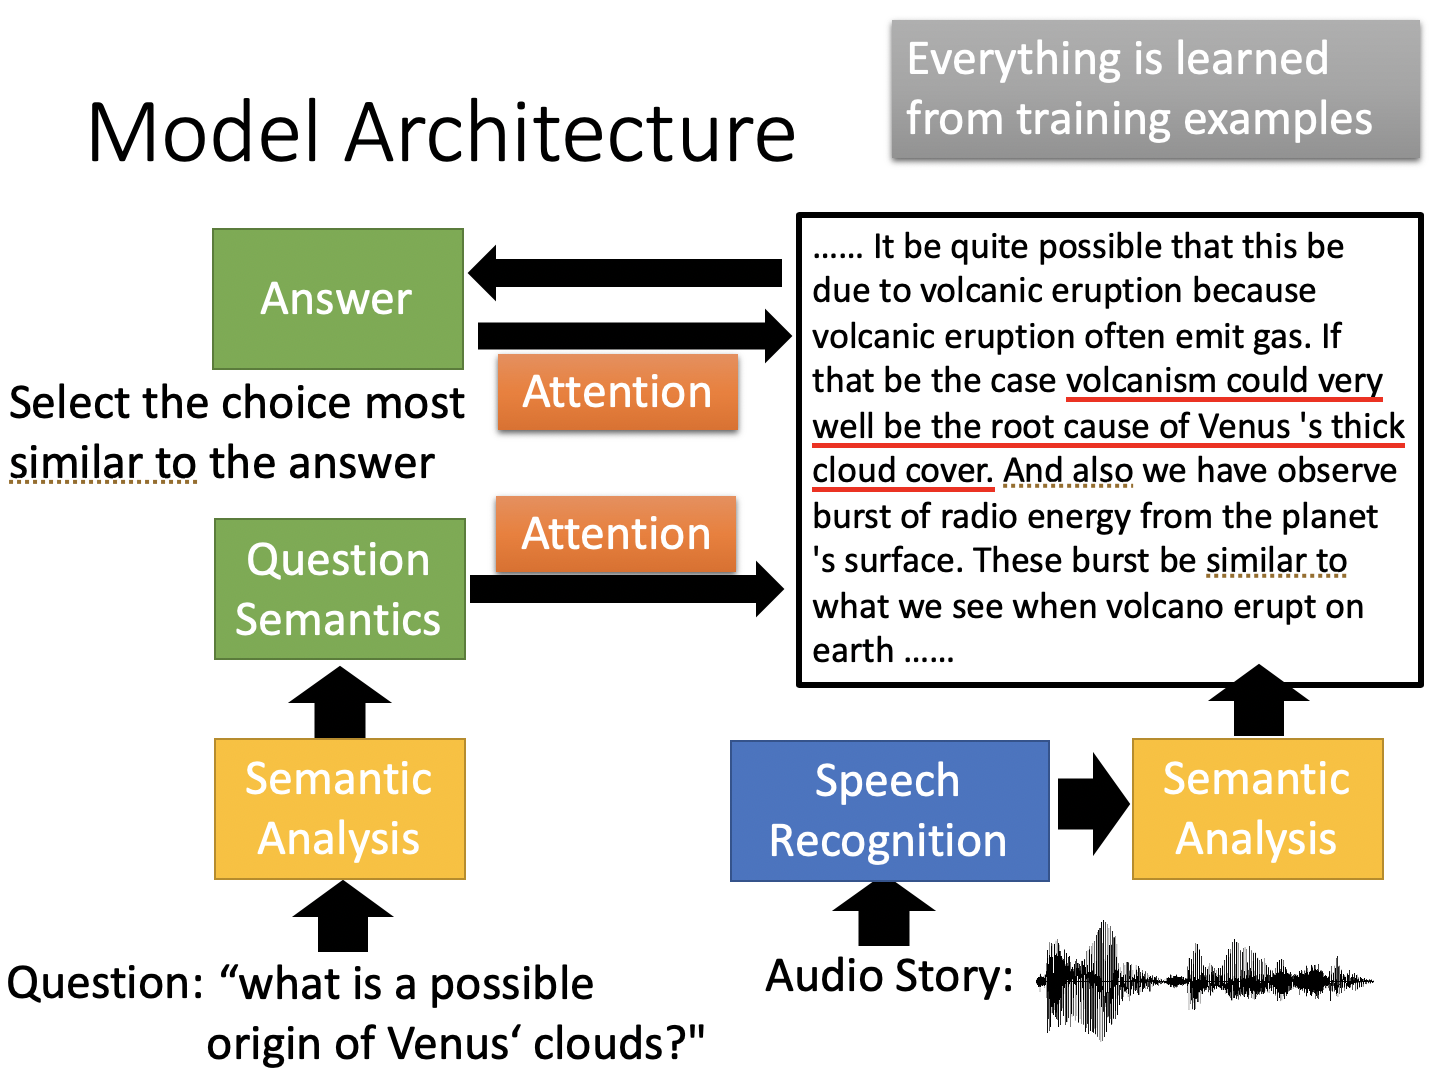 Everything is learned
from training examples
Model Architecture
Answer
Attention
Select the choice most
similar to the answer
Attention
Question
Semantics
Semantic
Analysis
Question: “what is a possible
origin of Venus‘ clouds?"
...... It be quite possible that this be
due to volcanic eruption because
volcanic eruption often emit gas. If
that be the case volcanism could very
well be the root cause of Venus 's thick
cloud cover. And also we have observe
burst of radio energy from the planet
's surface. These burst be similar to
what we see when volcano erupt on
earth ......
Speech
Recognition
Semantic
Analysis
Audio Story: